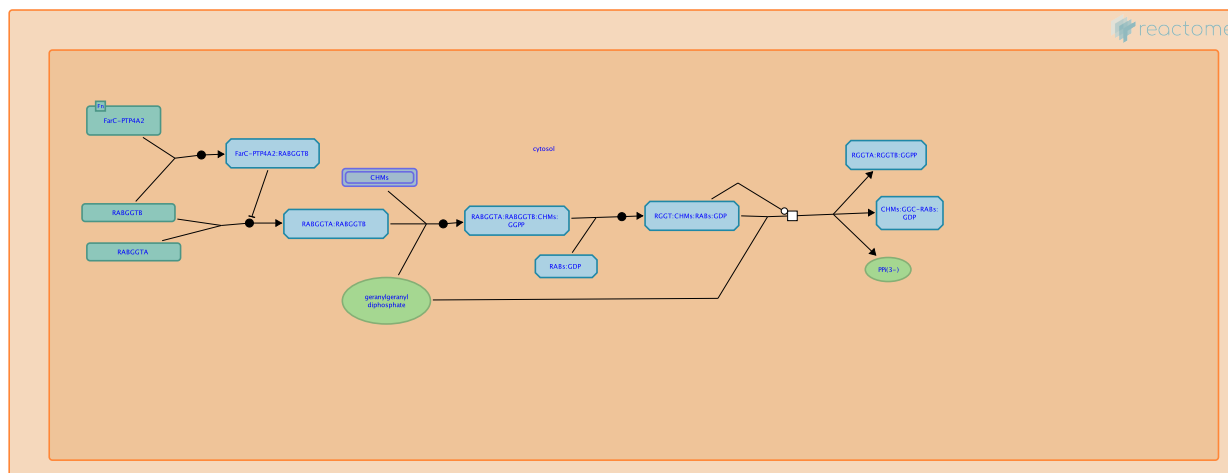 reactome
Fn
FarC-PTP4A2
FarC-PTP4A2:RABGGTB
cytosol
RGGTA:RGGTB:GGPP
CHMs
RABGGTB
RABGGTA
RABGGTA:RABGGTB
RABGGTA:RABGGTB:CHMs:
GGPP
RGGT:CHMs:RABs:GDP
CHMs:GGC-RABs:
GDP
RABs:GDP
PPi(3-)
geranylgeranyl
diphosphate